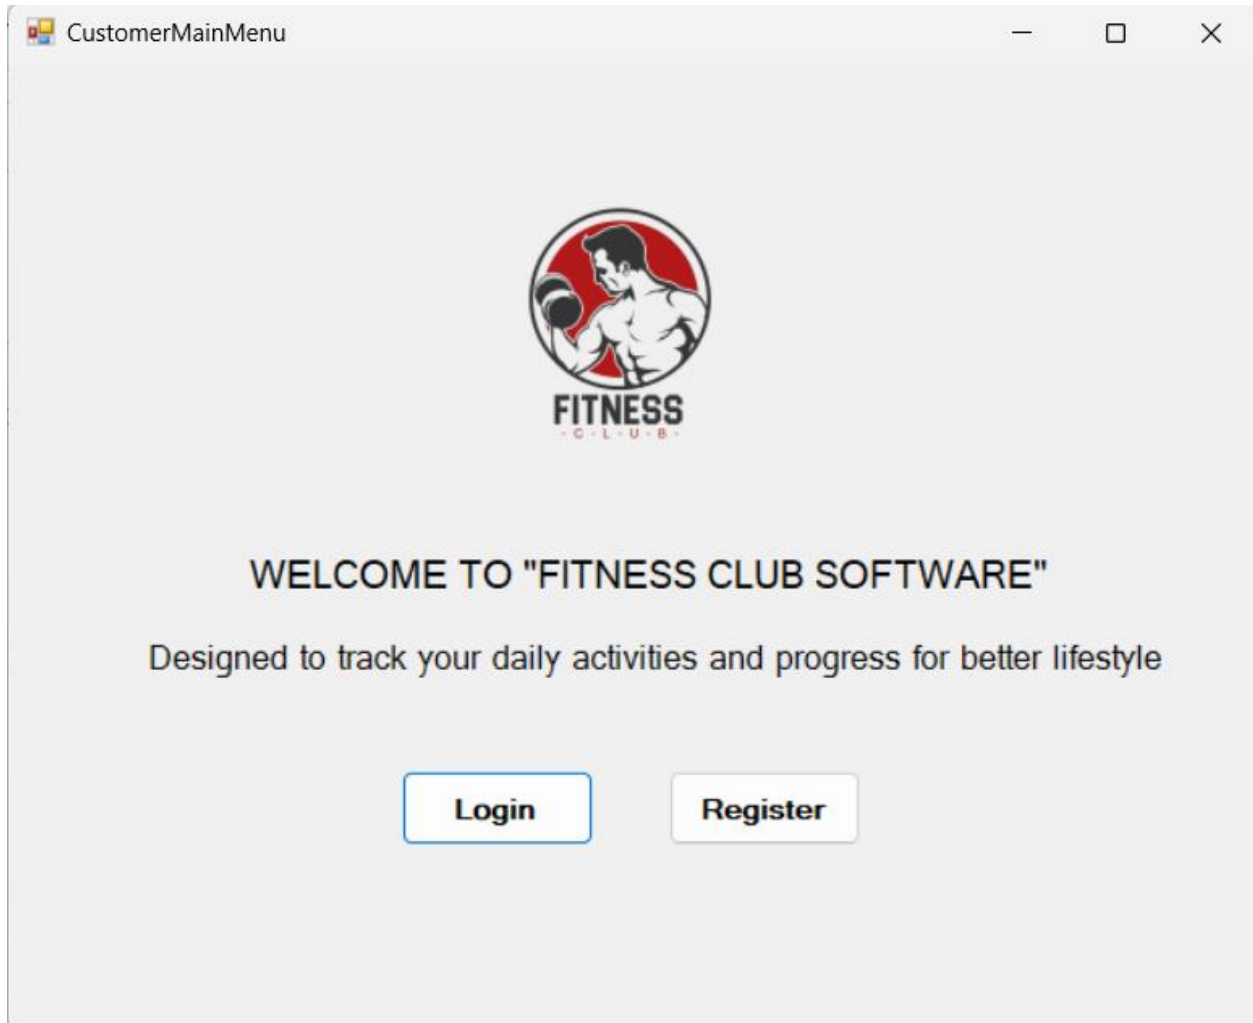 CustomerMainMenu
FITNESS
·C·L·U·B·
WELCOME TO "FITNESS CLUB SOFTWARE"
Designed to track your daily activities and progress for better lifestyle
Login
Register